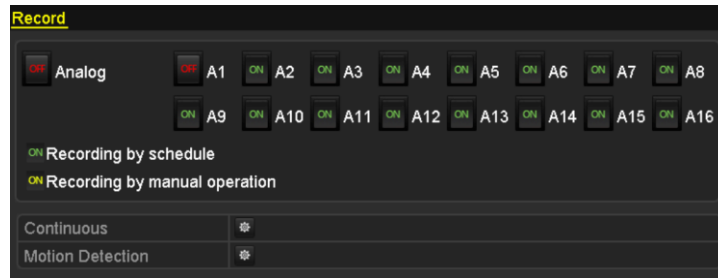 Record
OFF Analog OFF A1 ON A2 ON A3 ON A4 ON A5 ON A6 ON A7 ON A8
ON A9 ON A10 ON A11 ON A12 ON A13 ON A14 ON A15 ON A16
ON Recording by schedule
ON Recording by manual operation
Continuous
Motion Detection